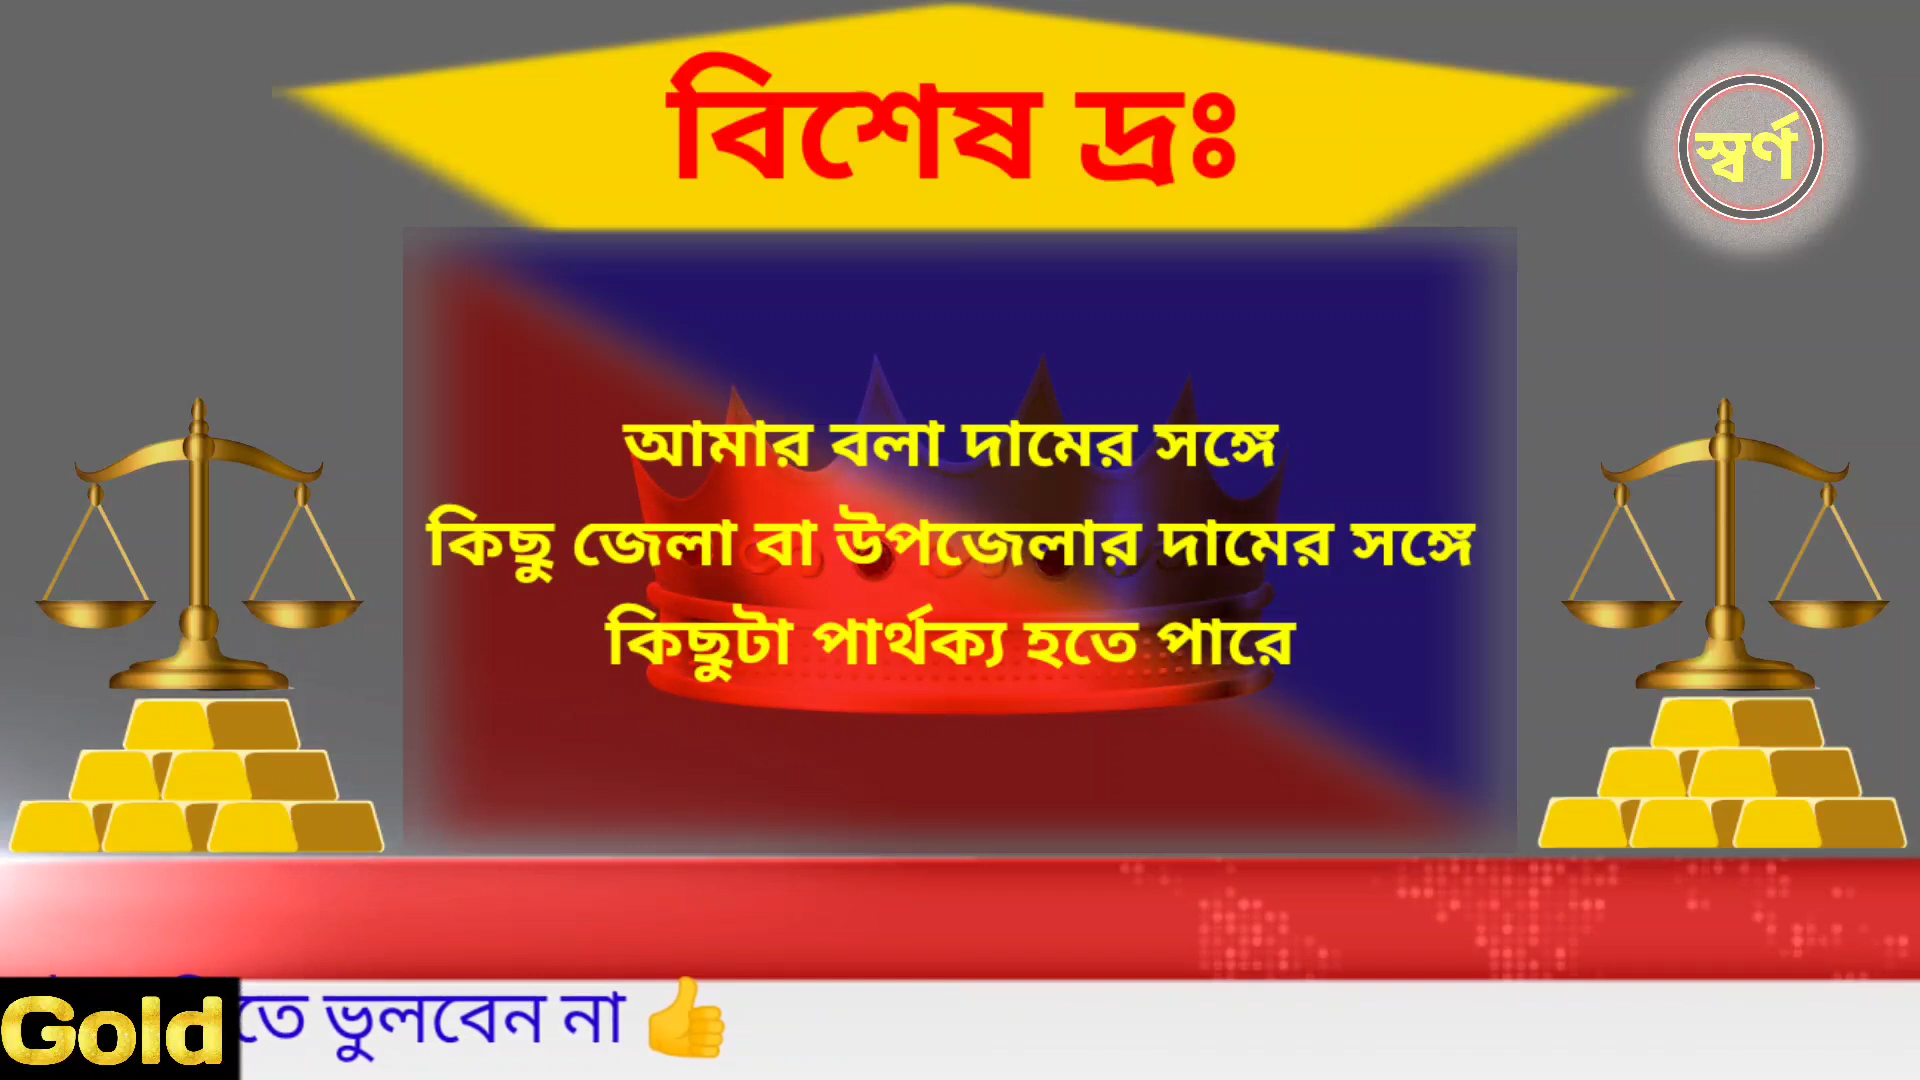 বিশেষ দ্রঃ
স্বর্ণ
আমার বলা দামের সঙ্গে
কিছু জেলা বা উপজেলার দামের সঙ্গে
কিছুটা পার্থক্য হতে পারে
Gold
ভুলবেন না 👍